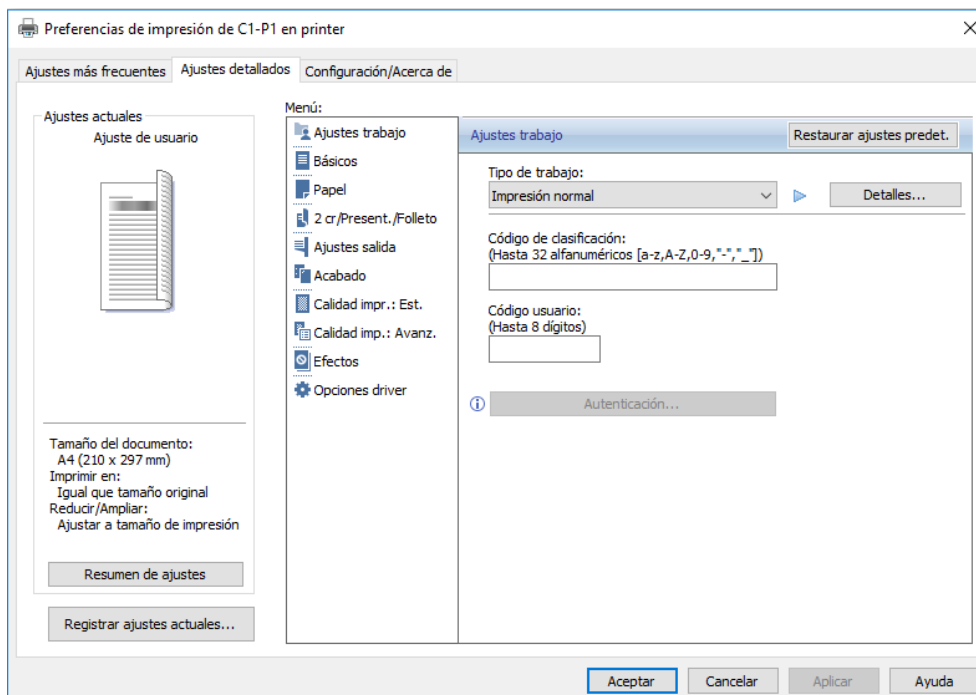 Preferencias de impresión de C1-P1 en printer
Ajustes más frecuentes
Ajustes detallados
Configuración/Acerca de
Ajustes actuales
Ajuste de usuario
Tamaño del documento:
A4 (210 x 297 mm)
Imprimir en:
Igual que tamaño original
Reducir/Ampliar:
Ajustar a tamaño de impresión
Resumen de ajustes
Registrar ajustes actuales...
Menú:
Ajustes trabajo
Básicos
Papel
2 cr/Present./Folleto
Ajustes salida
Acabado
Calidad impr.: Est.
Calidad imp.: Avanz.
Efectos
Opciones driver
Ajustes trabajo
Restaurar ajustes predet.
Tipo de trabajo:
Impresión normal
Detalles...
Código de clasificación:
(Hasta 32 alfanuméricos [a-z,A-Z,0-9,"-","_"])
Código usuario:
(Hasta 8 dígitos)
Autenticación...
Aceptar
Cancelar
Aplicar
Ayuda